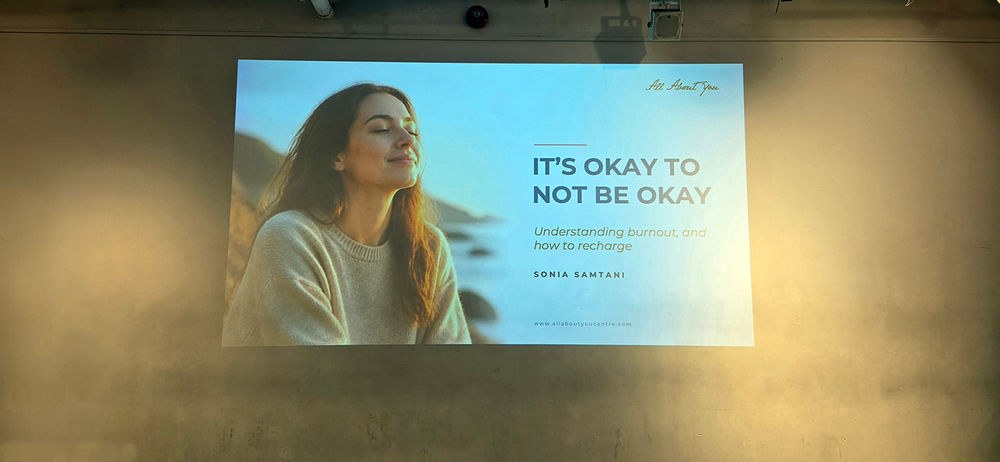 All About You
IT'S OKAY TO
NOT BE OKAY
Understanding burnout, and
how to recharge
SONIA SAMTANI
www.allaboutyoucentre.com